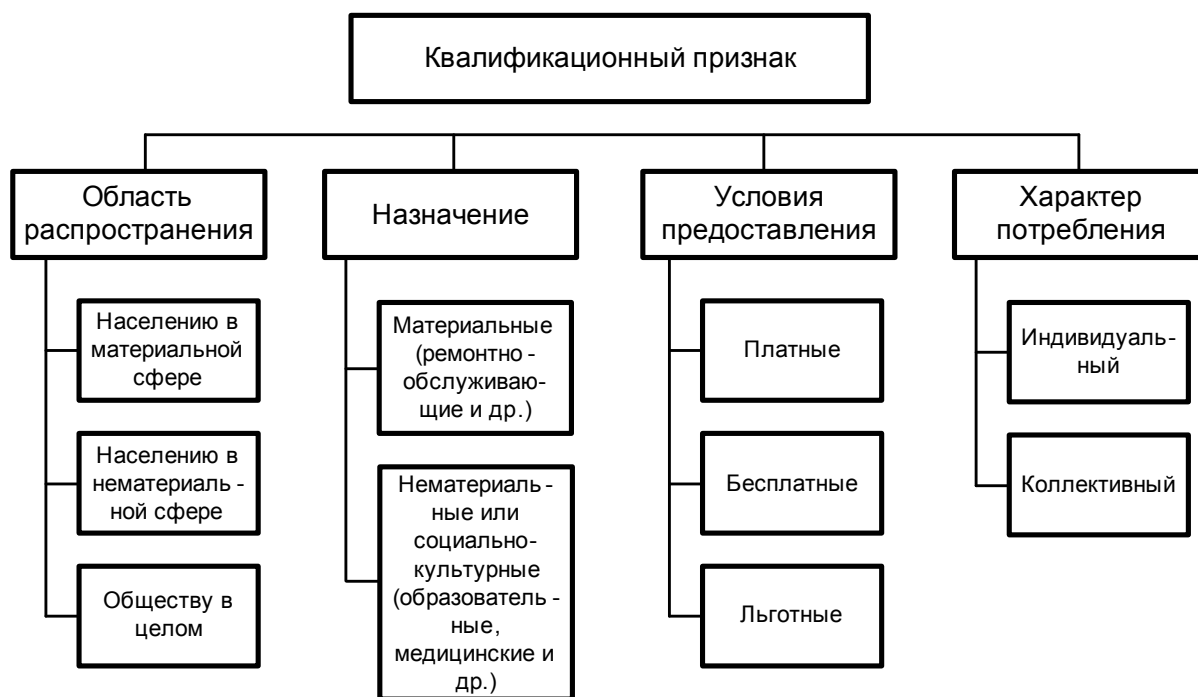 Квалификационный признак
Область
распространения
Населению в
материальной
сфере
Населению в
нематериаль -
ной сфере
Обществу в
целом
Назначение
Материальные
(ремонтно -
обслуживаю-
щие и др.)
Нематериаль -
ные или
социально-
культурные
(образователь -
ные,
медицинские и
др.)
Условия
предоставления
Платные
Бесплатные
Льготные
Характер
потребления
Индивидуаль-
ный
Коллективный